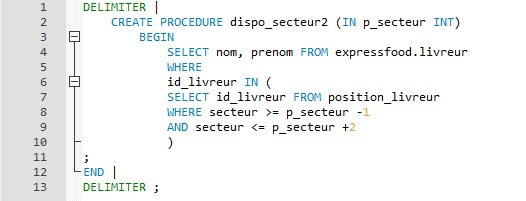 1 DELIMITER |
2 CREATE PROCEDURE dispo_secteur2 (IN p_secteur INT)
3 BEGIN
4 SELECT nom, prenom FROM expressfood.livreur
5 WHERE
6 id_livreur IN (
7 SELECT id_livreur FROM position_livreur
8 WHERE secteur >= p_secteur -1
9 AND secteur <= p_secteur +2
10 )
11 ;
12 END |
13 DELIMITER ;